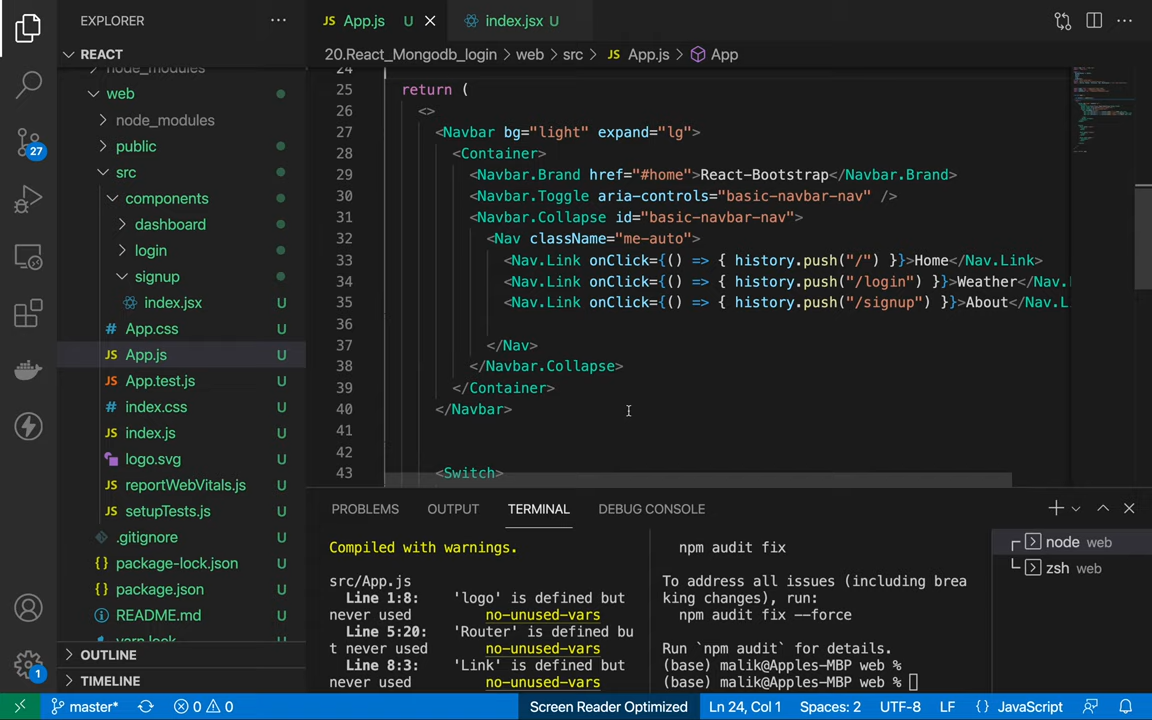 EXPLORER
REACT
node_modules
web
node_modules
public
src
components
dashboard
login
signup
index.jsx U
App.css U
App.js U
App.test.js U
index.css U
index.js U
logo.svg U
reportWebVitals.js U
setupTests.js U
.gitignore U
package-lock.json U
package.json U
README.md U
yarn.lock
OUTLINE
TIMELINE
27
1
JS App.js U
index.jsx U
20.React_Mongodb_login > web > src > JS App.js > App
24
25 return (
26 <>
27 <Navbar bg="light" expand="lg">
28 <Container>
29 <Navbar.Brand href="#home">React-Bootstrap</Navbar.Brand>
30 <Navbar.Toggle aria-controls="basic-navbar-nav" />
31 <Navbar.Collapse id="basic-navbar-nav">
32 <Nav className="me-auto">
33 <Nav.Link onClick={() => { history.push("/") }}>Home</Nav.Link>
34 <Nav.Link onClick={() => { history.push("/login") }}>Weather</Nav.
35 <Nav.Link onClick={() => { history.push("/signup") }}>About</Nav.L
36
37 </Nav>
38 </Navbar.Collapse>
39 </Container>
40 </Navbar>
41
42
43 <Switch>
PROBLEMS OUTPUT TERMINAL DEBUG CONSOLE
Compiled with warnings.
src/App.js
Line 1:8: 'logo' is defined but
never used no-unused-vars
Line 5:20: 'Router' is defined bu
t never used no-unused-vars
Line 8:3: 'Link' is defined but
never used no-unused-vars
npm audit fix
To address all issues (including brea
king changes), run:
npm audit fix --force
Run `npm audit` for details.
(base) malik@Apples-MBP web %
(base) malik@Apples-MBP web %
node web
zsh web
master* 0 0 Screen Reader Optimized Ln 24, Col 1 Spaces: 2 UTF-8 LF {} JavaScript